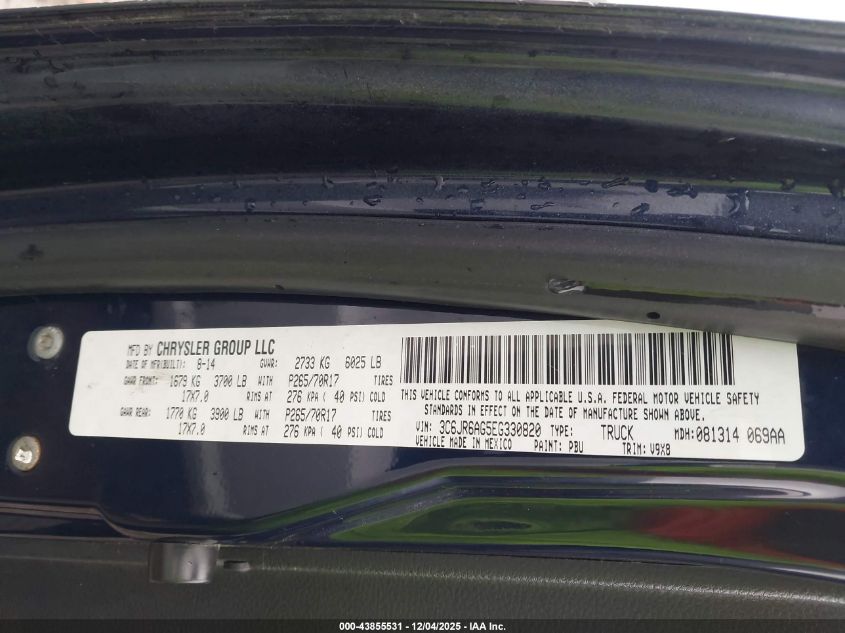 MFD BY CHRYSLER GROUP LLC
DATE OF MFR(BUILT): 8-14 GVWR: 2733 KG 6025 LB
GAWR FRONT: 1679 KG 3700 LB WITH P265/70R17 TIRES
17X7.0 RIMS AT 276 KPA ( 40 PSI) COLD
GAWR REAR: 1770 KG 3900 LB WITH P265/70R17 TIRES
17X7.0 RIMS AT 276 KPA ( 40 PSI) COLD
THIS VEHICLE CONFORMS TO ALL APPLICABLE U.S.A. FEDERAL MOTOR VEHICLE SAFETY
STANDARDS IN EFFECT ON THE DATE OF MANUFACTURE SHOWN ABOVE.
VIN: 3C6JR6AG5EG330820 TYPE: TRUCK MDH: 081314 069AA
VEHICLE MADE IN MEXICO PAINT: PBU TRIM: V9X8
000-43855531 - 12/04/2025 - IAA Inc.